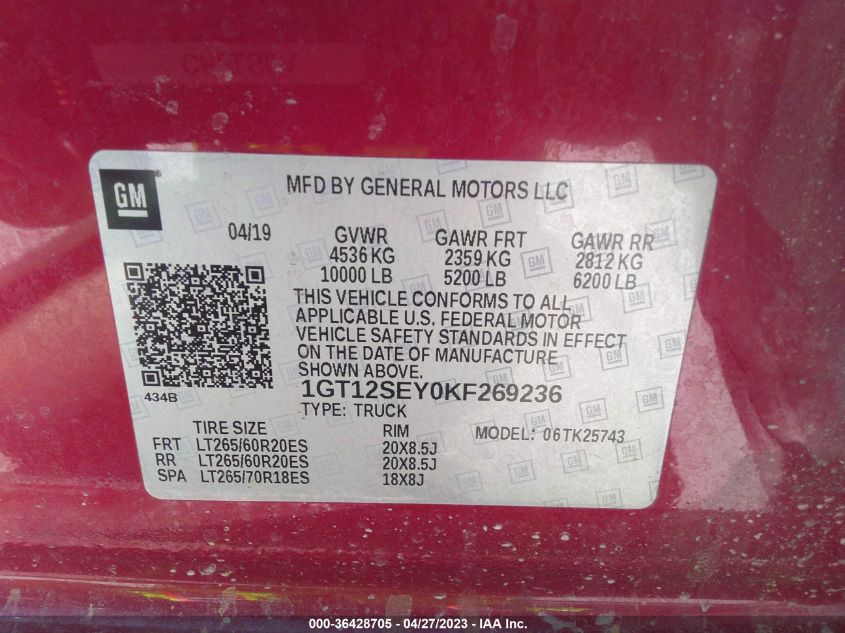 GM
MFD BY GENERAL MOTORS LLC
04/19 GVWR GAWR FRT GAWR RR
4536 KG 2359 KG 2812 KG
10000 LB 5200 LB 6200 LB
THIS VEHICLE CONFORMS TO ALL
APPLICABLE U.S. FEDERAL MOTOR
VEHICLE SAFETY STANDARDS IN EFFECT
ON THE DATE OF MANUFACTURE
SHOWN ABOVE.
434B
1GT12SEY0KF269236
TYPE: TRUCK
TIRE SIZE RIM MODEL: 06TK25743
FRT LT265/60R20ES 20X8.5J
RR LT265/60R20ES 20X8.5J
SPA LT265/70R18ES 18X8J
000-36428705 - 04/27/2023 - IAA Inc.